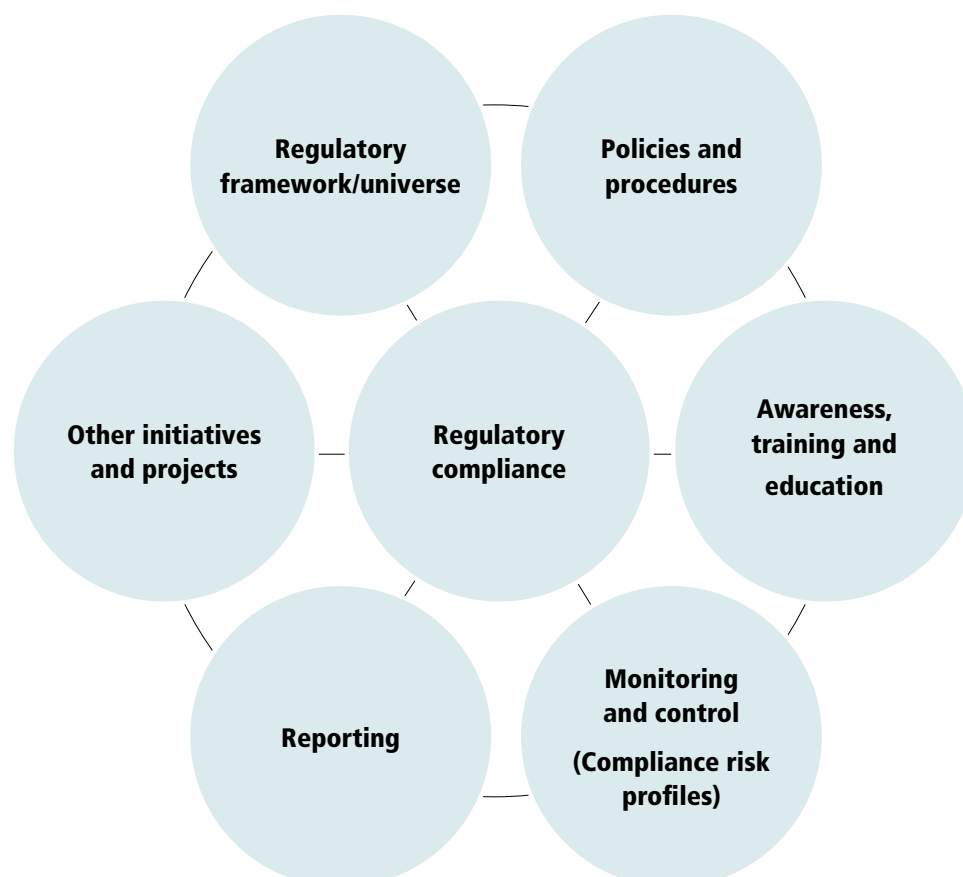 Regulatory
framework/universe
Policies and
procedures
Other initiatives
and projects
Regulatory
compliance
Awareness,
training and
education
Reporting
Monitoring
and control
(Compliance risk
profiles)